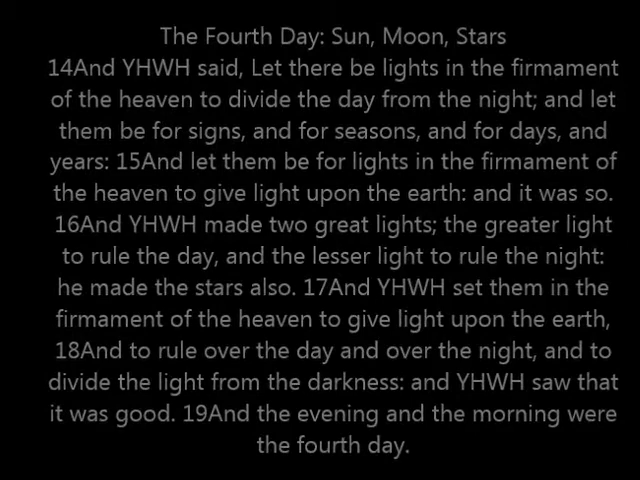 The Fourth Day: Sun, Moon, Stars
14And YHWH said, Let there be lights in the firmament
of the heaven to divide the day from the night; and let
them be for signs, and for seasons, and for days, and
years: 15And let them be for lights in the firmament of
the heaven to give light upon the earth: and it was so.
16And YHWH made two great lights; the greater light
to rule the day, and the lesser light to rule the night:
he made the stars also. 17And YHWH set them in the
firmament of the heaven to give light upon the earth,
18And to rule over the day and over the night, and to
divide the light from the darkness: and YHWH saw that
it was good. 19And the evening and the morning were
the fourth day.